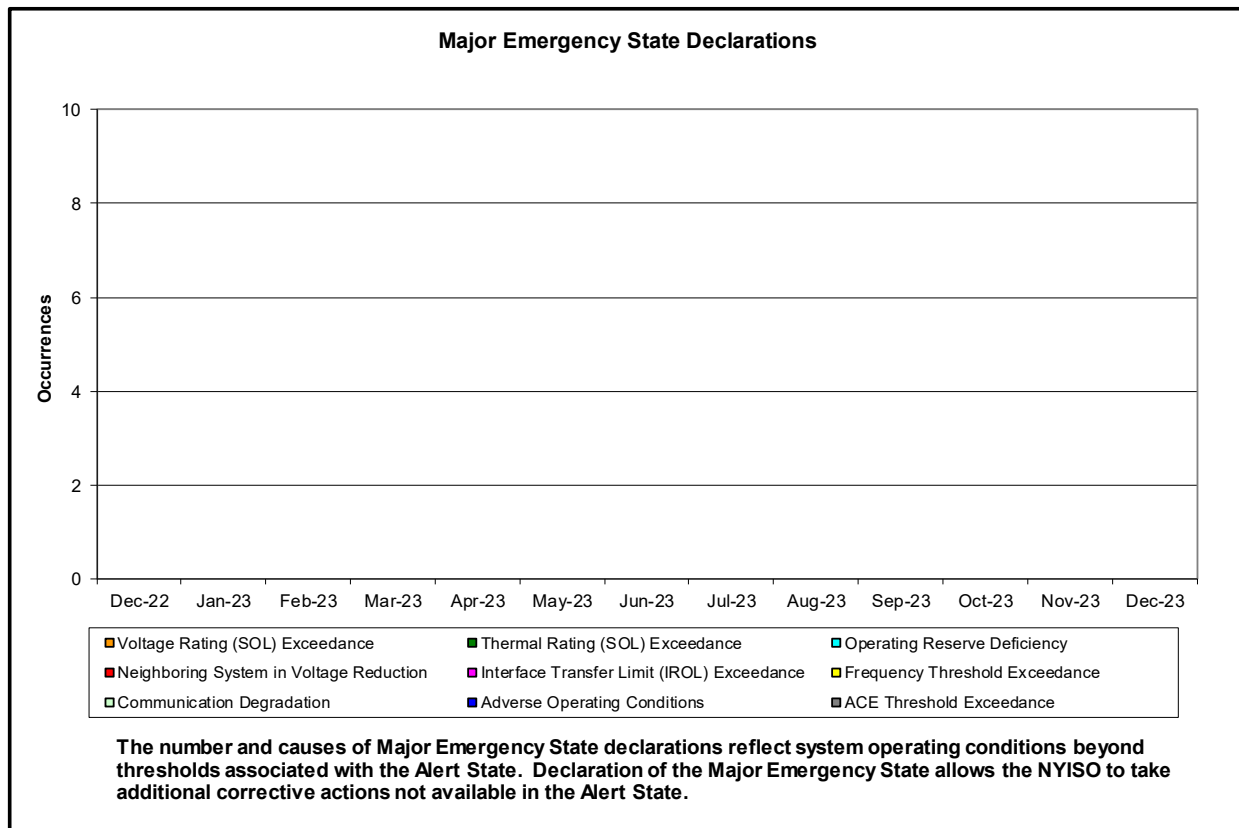 Major Emergency State Declarations
Occurrences
10
8
6
4
2
0
Dec-22 Jan-23 Feb-23 Mar-23 Apr-23 May-23 Jun-23 Jul-23 Aug-23 Sep-23 Oct-23 Nov-23 Dec-23
Voltage Rating (SOL) Exceedance Thermal Rating (SOL) Exceedance Operating Reserve Deficiency
Neighboring System in Voltage Reduction Interface Transfer Limit (IROL) Exceedance Frequency Threshold Exceedance
Communication Degradation Adverse Operating Conditions ACE Threshold Exceedance
The number and causes of Major Emergency State declarations reflect system operating conditions beyond
thresholds associated with the Alert State.  Declaration of the Major Emergency State allows the NYISO to take
additional corrective actions not available in the Alert State.